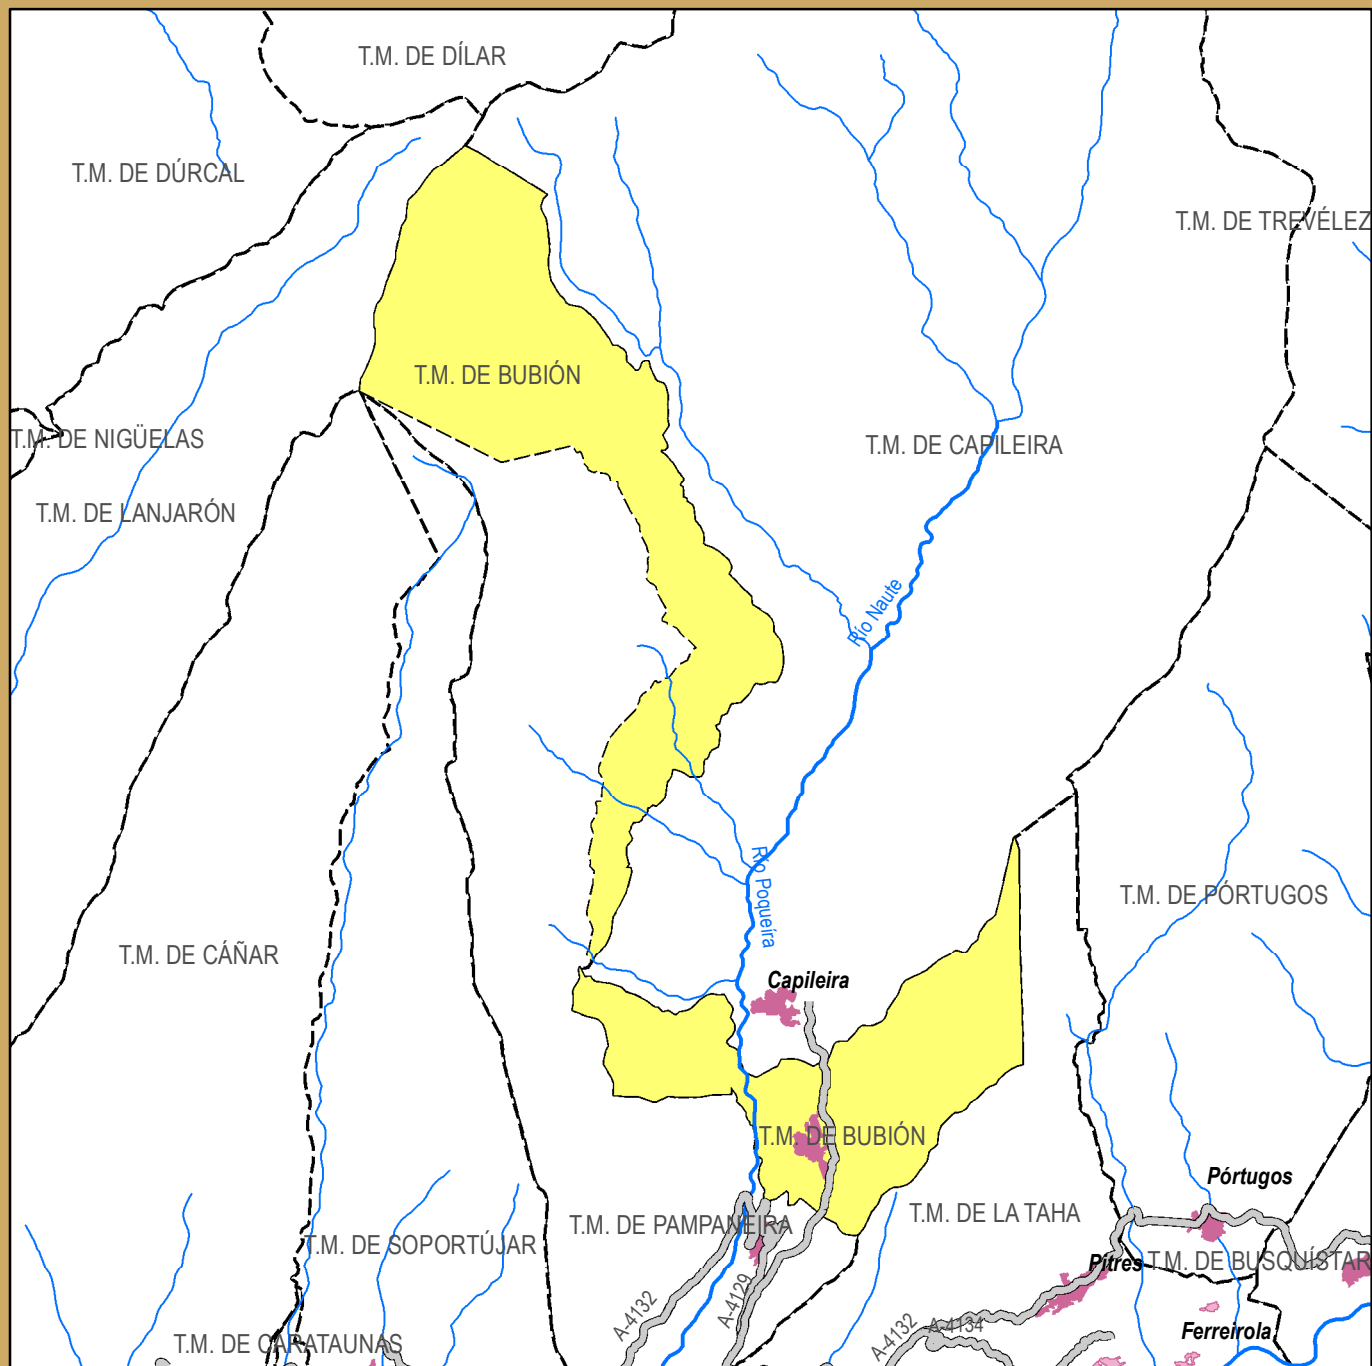 T.M. DE DÍLAR
T.M. DE DÚRCAL
T.M. DE TREVÉLEZ
T.M. DE BUBIÓN
T.M. DE NIGÜELAS
T.M. DE CAPILEIRA
T.M. DE LANJARÓN
Río Naute
Río Poqueira
T.M. DE PÓRTUGOS
T.M. DE CÁÑAR
Capileira
T.M. DE BUBIÓN
Pórtugos
T.M. DE LA TAHA
T.M. DE PAMPANEIRA
T.M. DE SOPORTÚJAR
Pitres
T.M. DE BUSQUÍSTAR
A-4132
A-4129
A-4132
A-4134
Ferreirola
T.M. DE CARATAUNAS